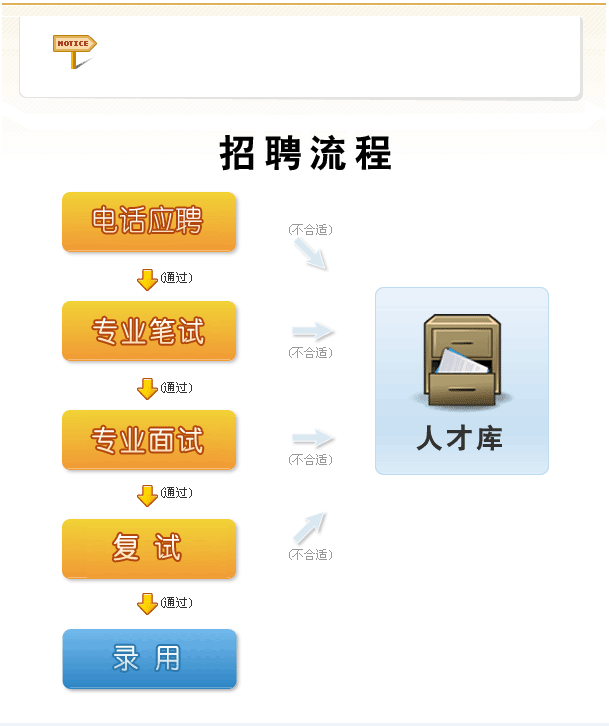 NOTICE
招聘流程
电话应聘
(不合适)
(通过)
专业笔试
(不合适)
(通过)
专业面试
(不合适)
人才库
(通过)
复试
(不合适)
(通过)
录用